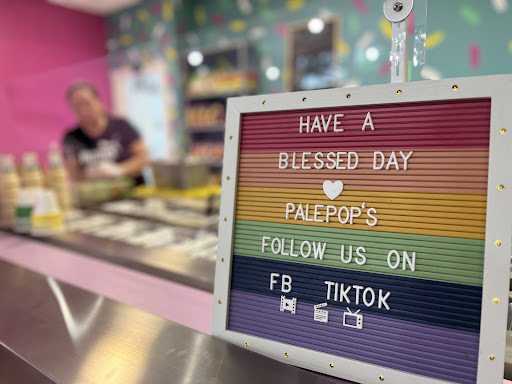 HAVE A
BLESSED DAY
PALEPOP'S
FOLLOW US ON
FB TIKTOK